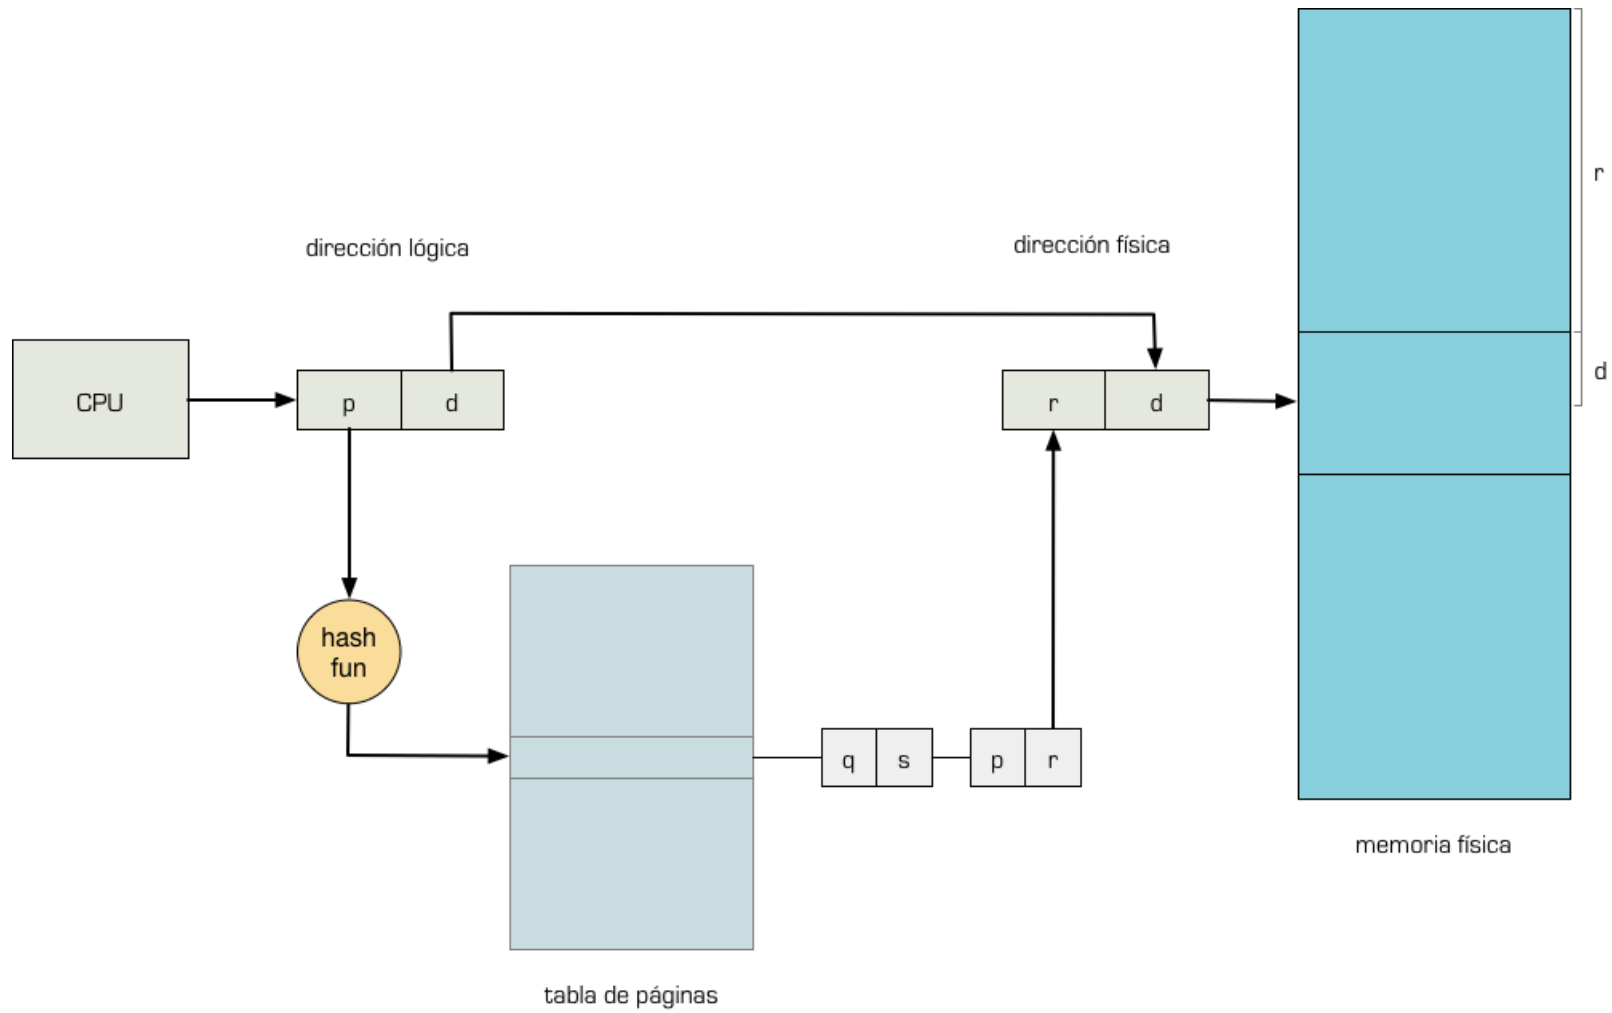 r
dirección lógica
dirección física
d
CPU
p
d
r
d
hash
fun
q
s
p
r
memoria física
tabla de páginas